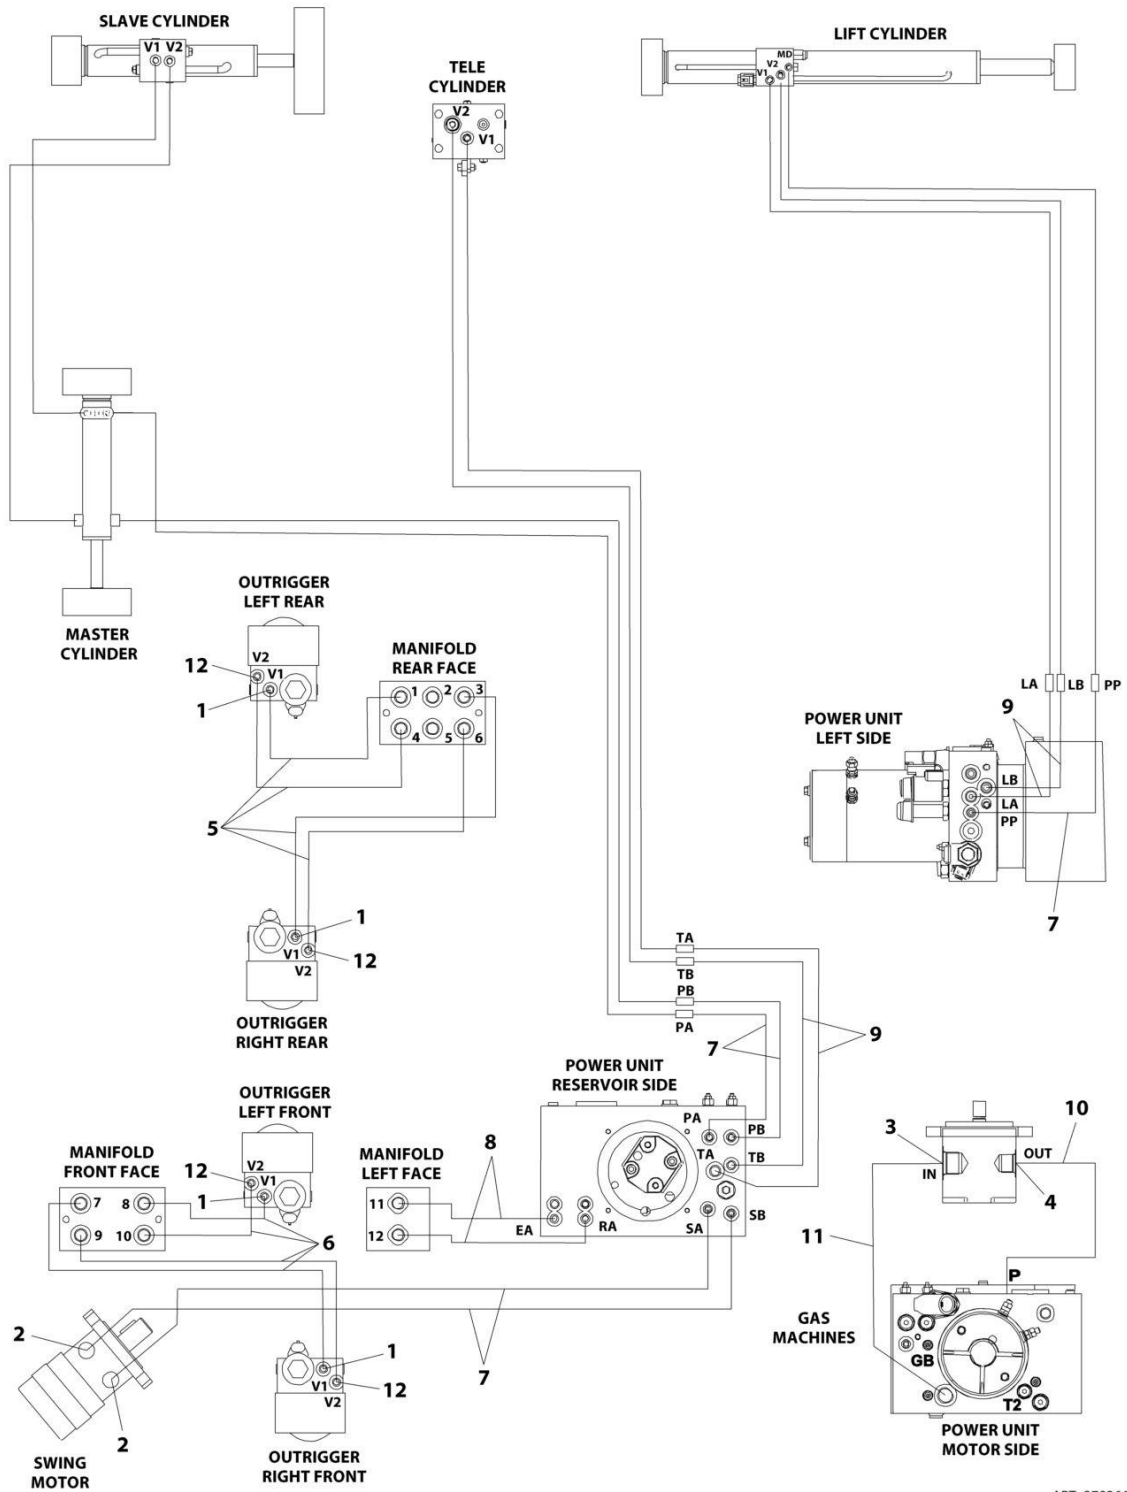 SLAVE CYLINDER
V1 V2
LIFT CYLINDER
MD
V2
V1
TELE
CYLINDER
V2
V1
MASTER
CYLINDER
OUTRIGGER
LEFT REAR
V2
V1
12
1
MANIFOLD
REAR FACE
1 2 3
4 5 6
5
1
V1
12
V2
OUTRIGGER
RIGHT REAR
LA LB PP
9
POWER UNIT
LEFT SIDE
LB
LA
PP
7
TA
TB
PB
PA
7
9
POWER UNIT
RESERVOIR SIDE
PA
PB
TA
TB
EA
RA
SA
SB
OUTRIGGER
LEFT FRONT
V2
V1
12
1
MANIFOLD
FRONT FACE
7 8
9 10
6
MANIFOLD
LEFT FACE
11
12
8
3
10
IN
OUT
4
11
P
GAS
MACHINES
GB
T2
POWER UNIT
MOTOR SIDE
2
2
SWING
MOTOR
7
1
V1
12
V2
OUTRIGGER
RIGHT FRONT